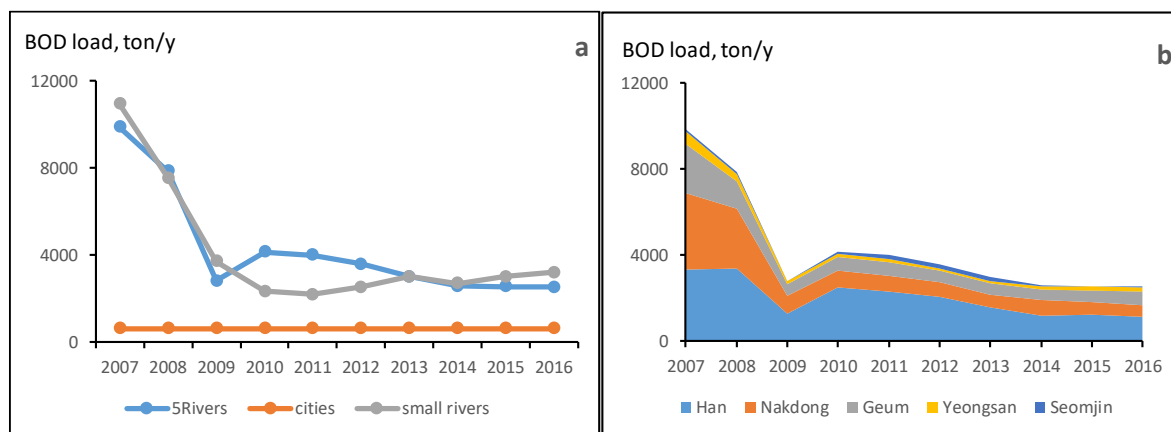 BOD load, ton/y
a
12000
8000
4000
0
2007 2008 2009 2010 2011 2012 2013 2014 2015 2016
5Rivers cities small rivers
BOD load, ton/y
b
12000
8000
4000
0
2007 2008 2009 2010 2011 2012 2013 2014 2015 2016
Han Nakdong Geum Yeongsan Seomjin